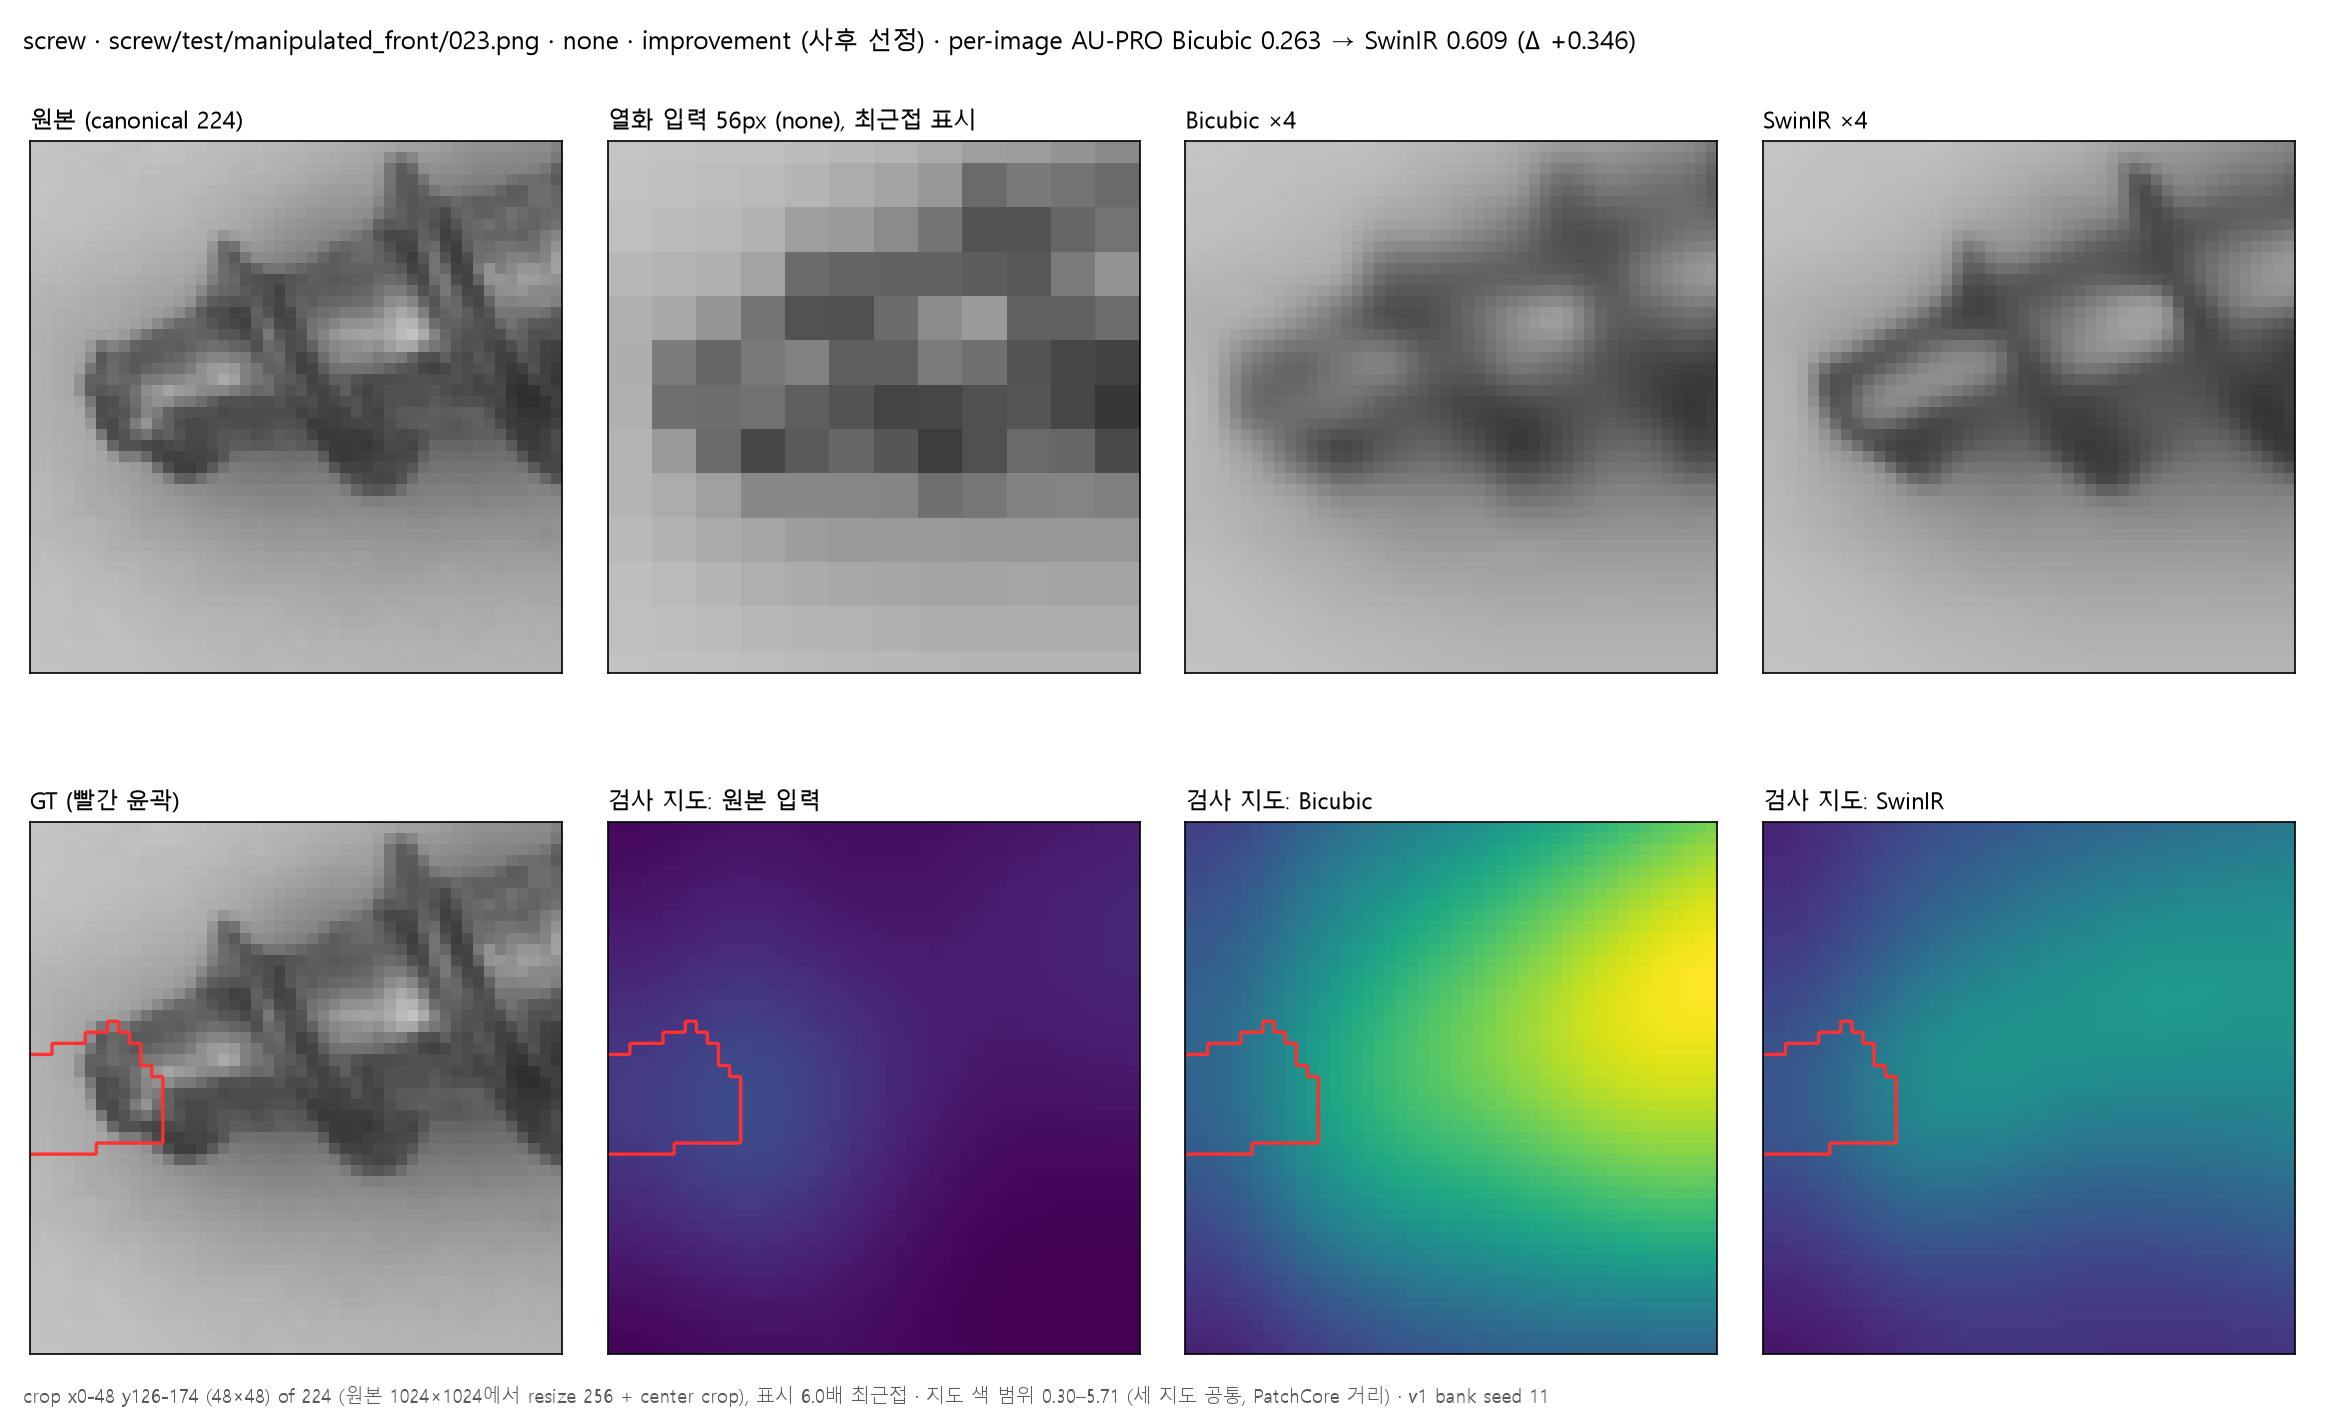 screw · screw/test/manipulated_front/023.png · none · improvement (사후 선정) · per-image AU-PRO Bicubic 0.263 → SwinIR 0.609 (Δ +0.346)
원본 (canonical 224)
열화 입력 56px (none), 최근접 표시
Bicubic ×4
SwinIR ×4
GT (빨간 윤곽)
검사 지도: 원본 입력
검사 지도: Bicubic
검사 지도: SwinIR
crop x0-48 y126-174 (48×48) of 224 (원본 1024×1024에서 resize 256 + center crop), 표시 6.0배 최근접 · 지도 색 범위 0.30–5.71 (세 지도 공통, PatchCore 거리) · v1 bank seed 11